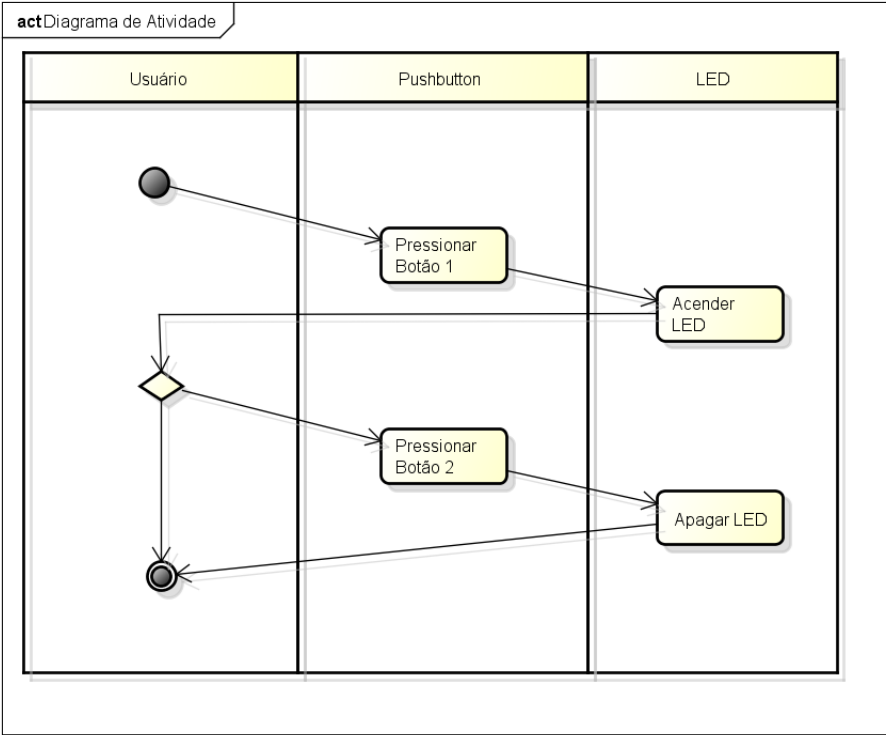 act Diagrama de Atividade
Usuário
Pushbutton
LED
Pressionar
Botão 1
Acender
LED
Pressionar
Botão 2
Apagar LED